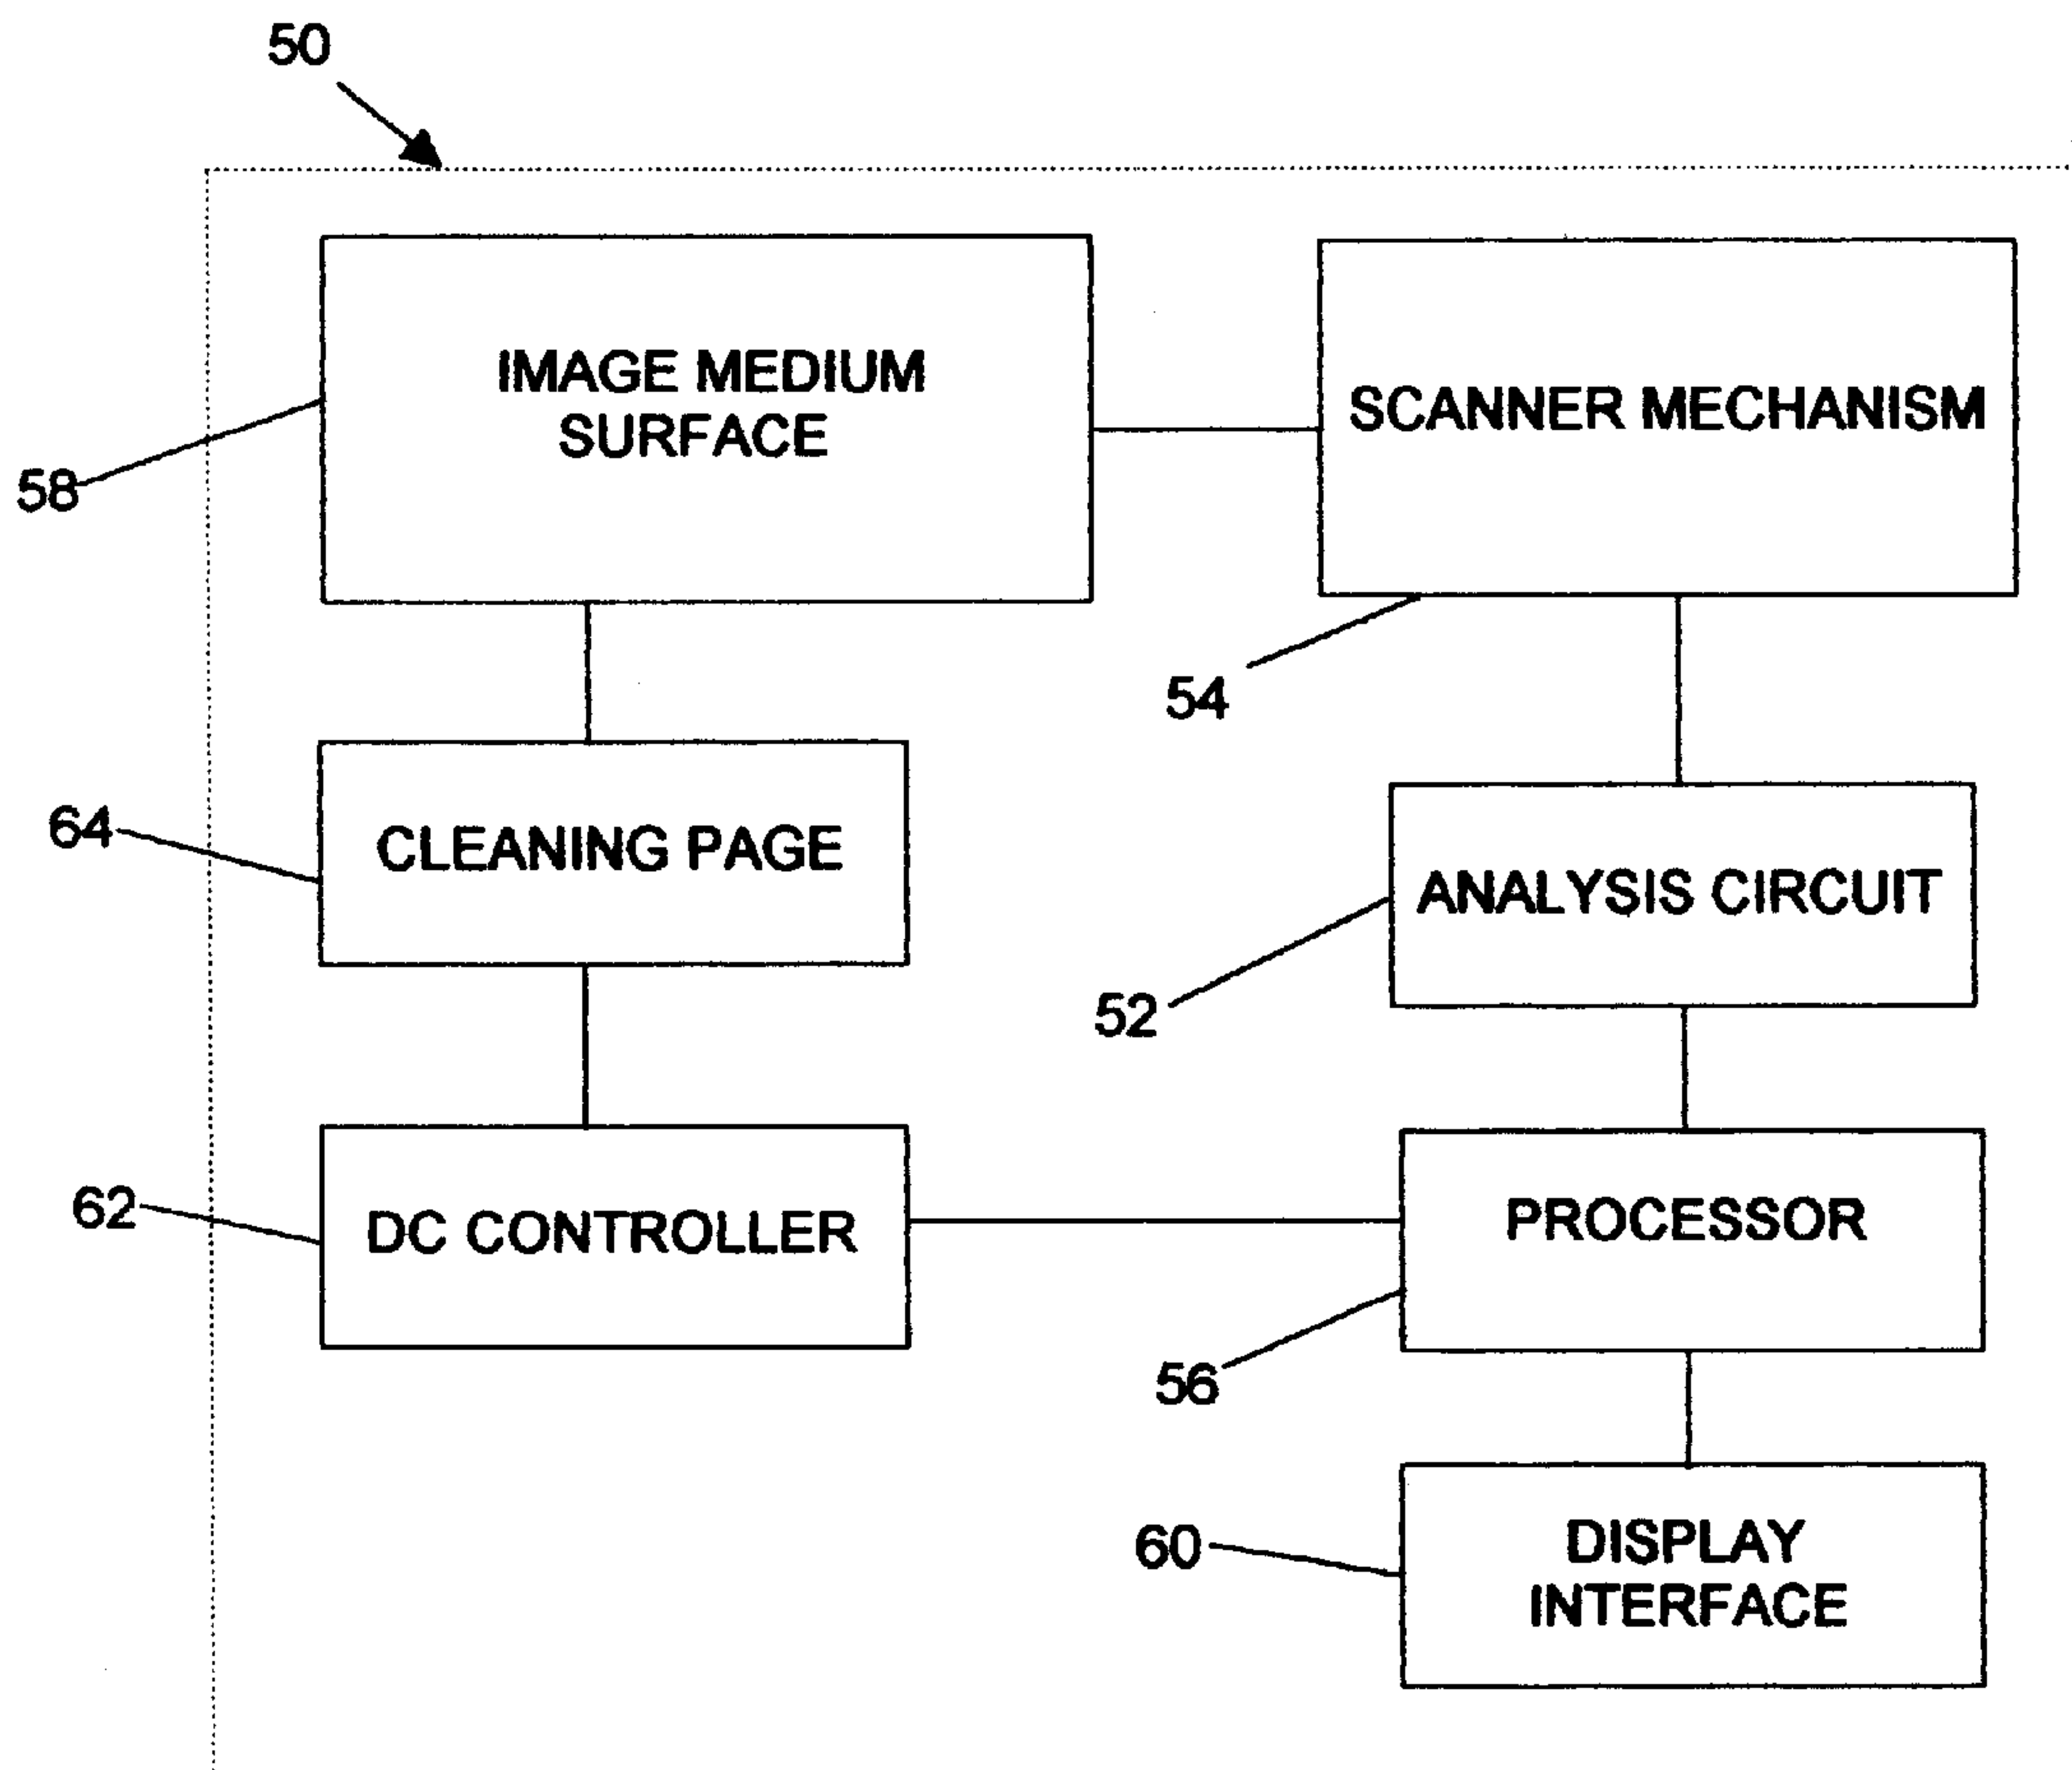 50
IMAGE MEDIUM
SURFACE
SCANNER MECHANISM
58
54
CLEANING PAGE
64
ANALYSIS CIRCUIT
52
DC CONTROLLER
62
PROCESSOR
56
DISPLAY
INTERFACE
60